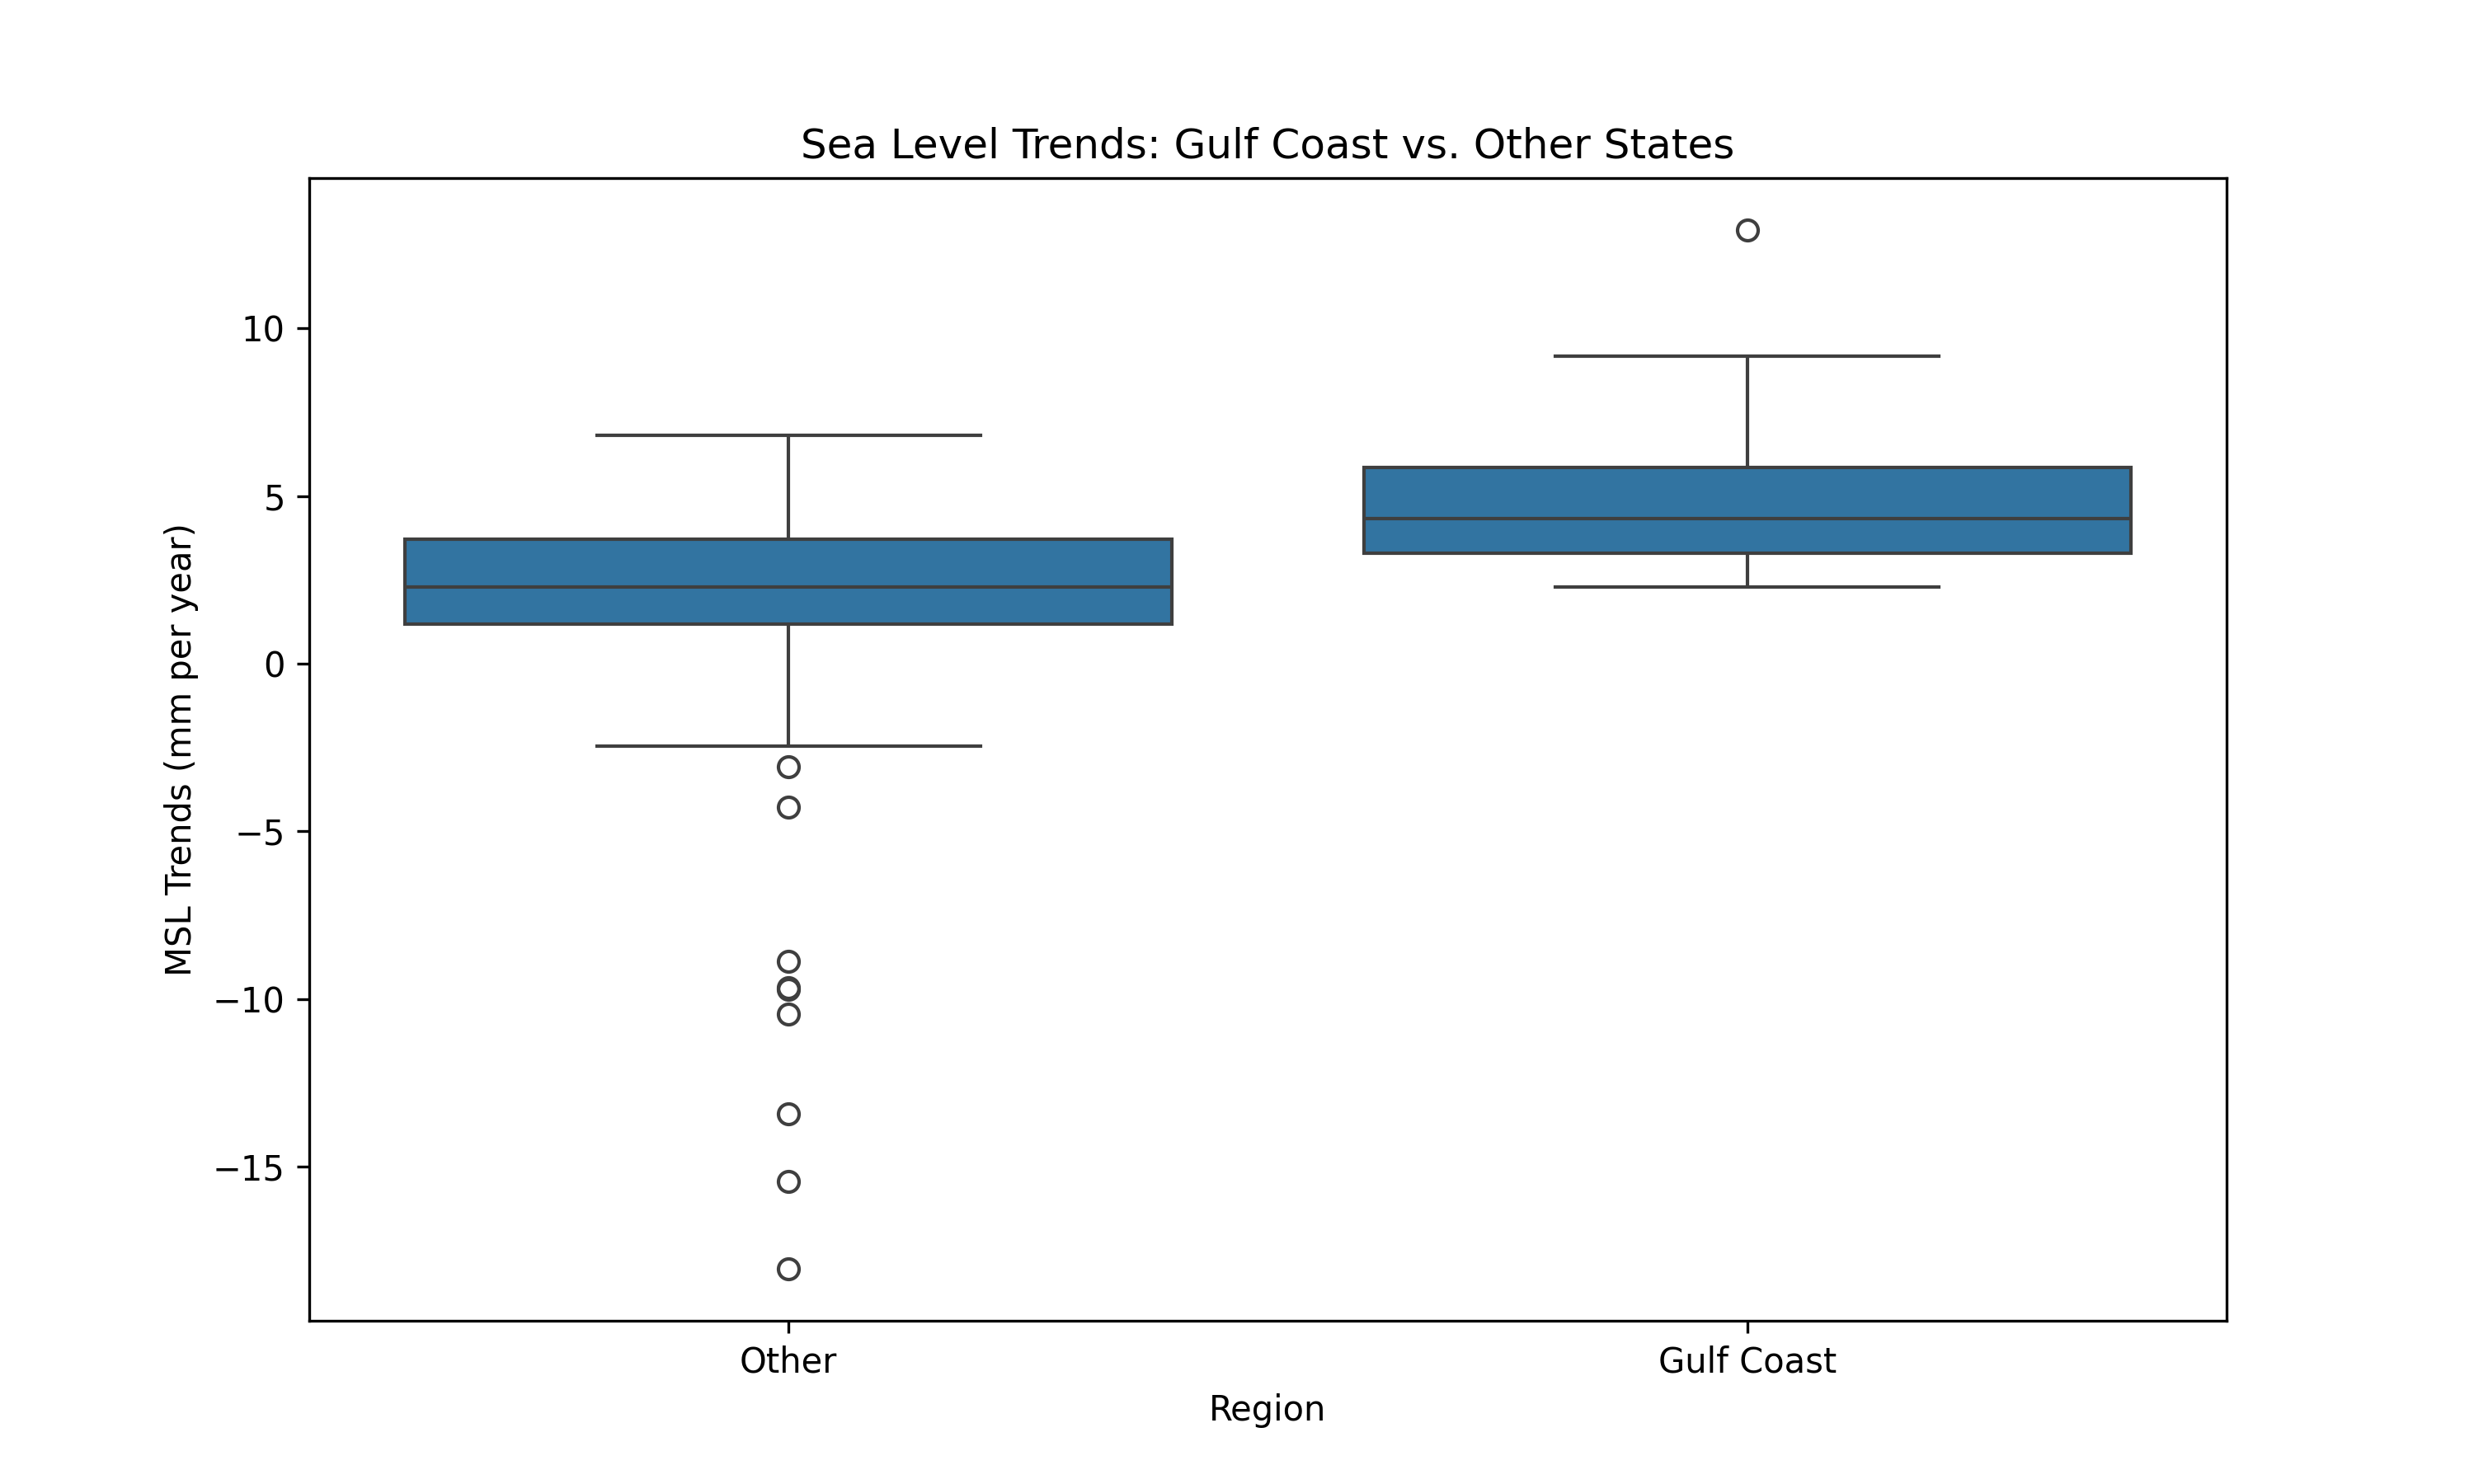 Sea Level Trends: Gulf Coast vs. Other States
MSL Trends (mm per year)
10
5
0
−5
−10
−15
Other
Gulf Coast
Region